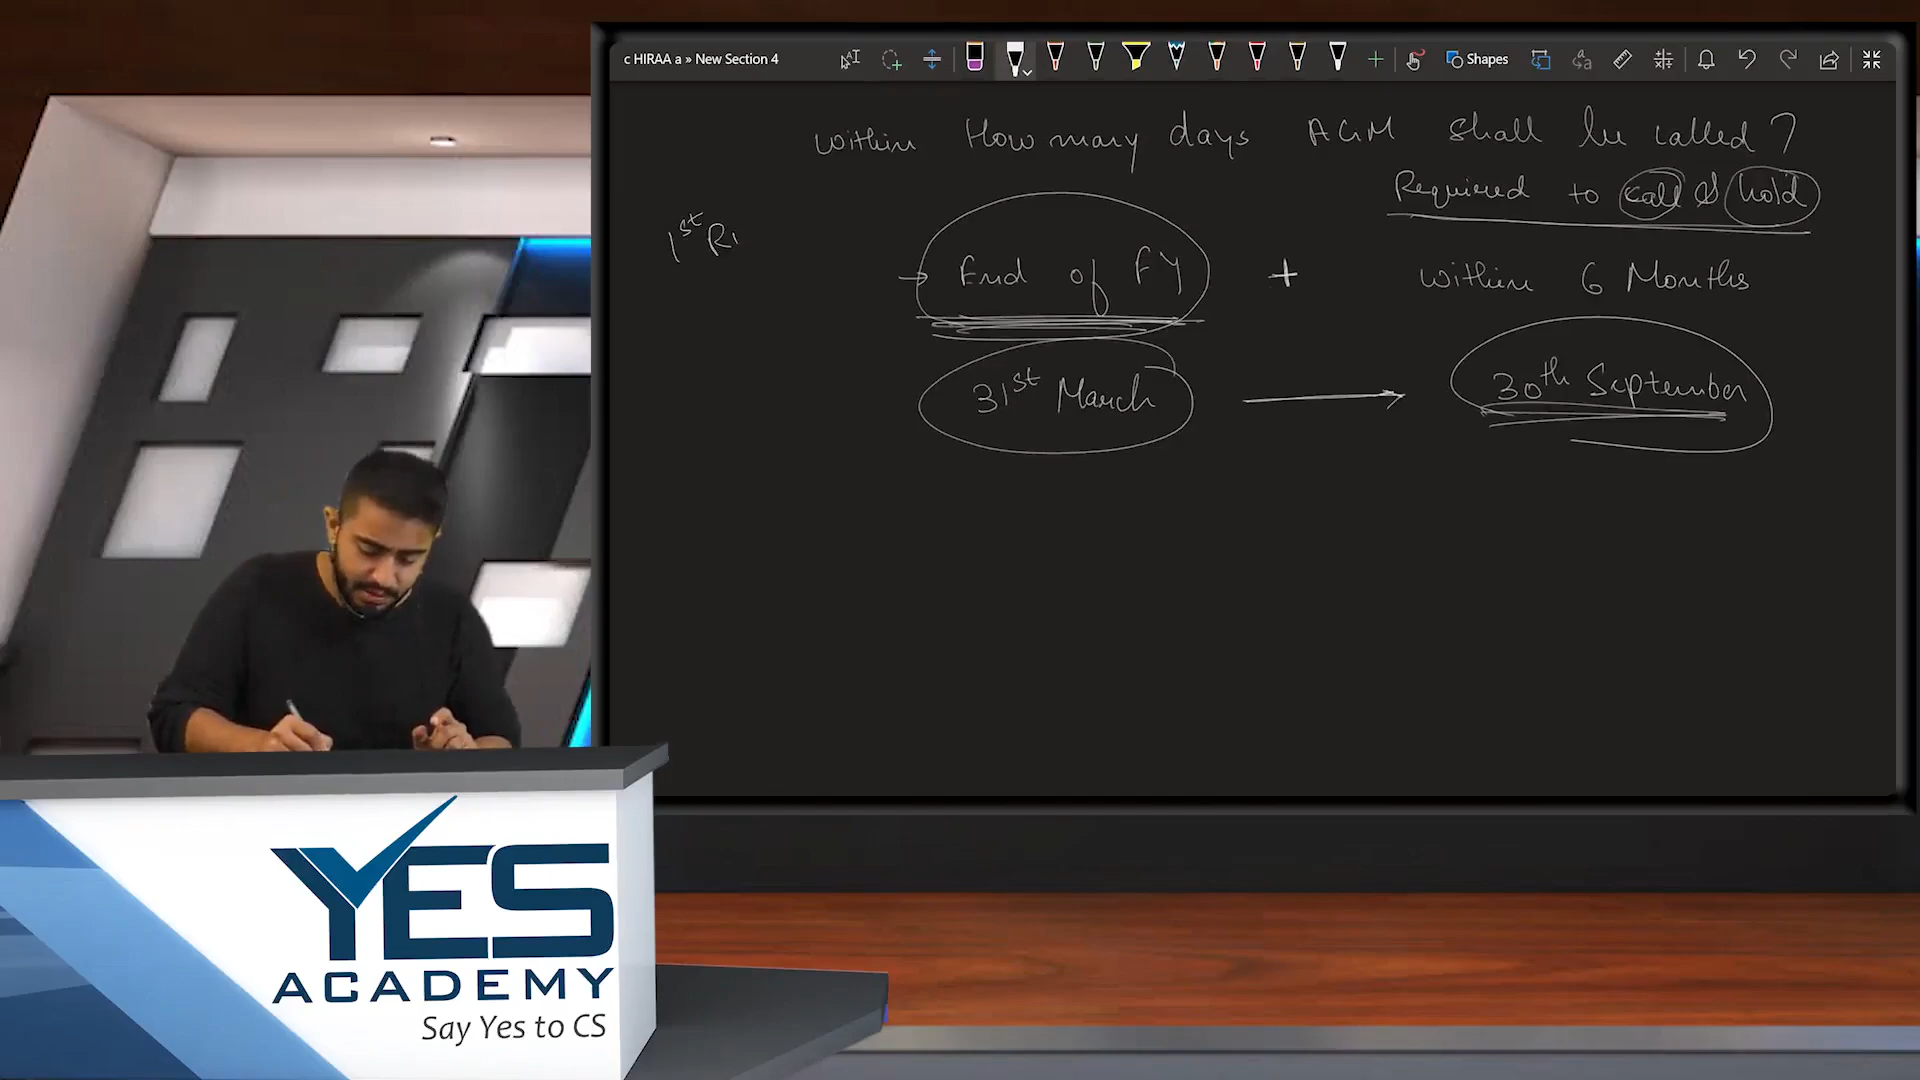 c HIRAA a » New Section 4
Shapes
within How many days AGM shall be called ?
Required to call & hold
1st
→ End of FY + within 6 Months
31st March → 30th September
YES
ACADEMY
Say Yes to CS